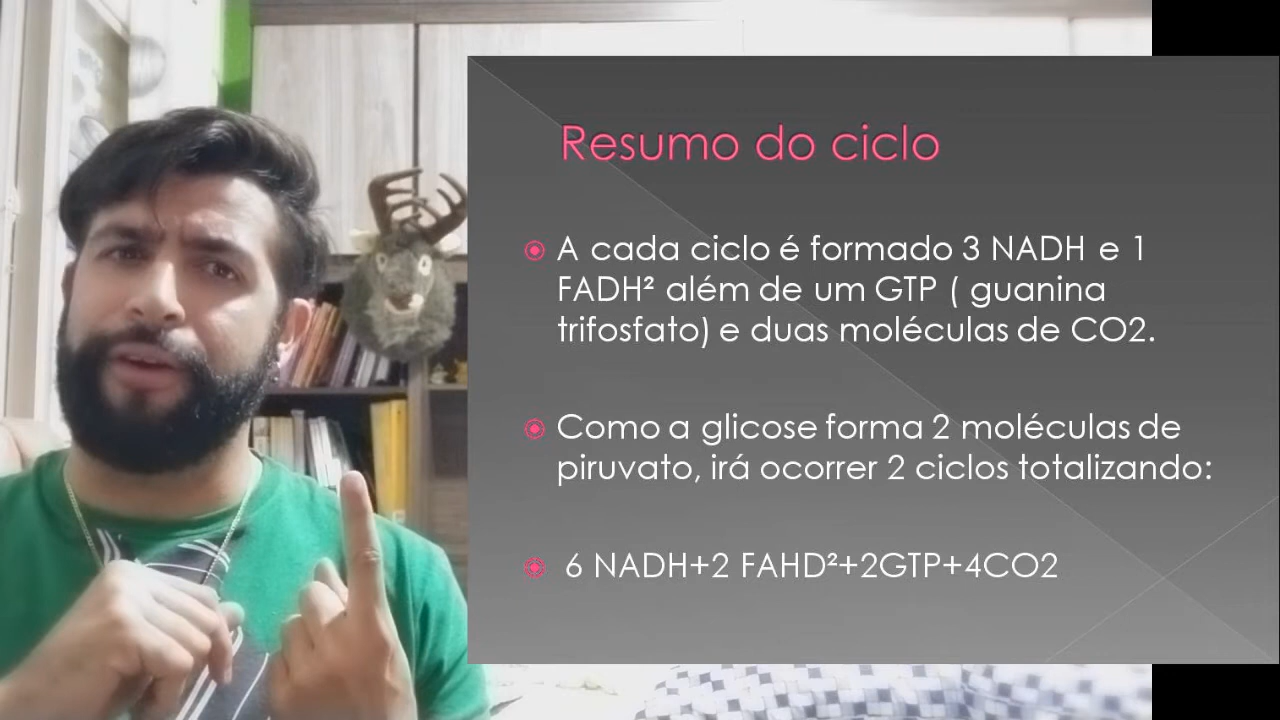 Resumo do ciclo
A cada ciclo é formado 3 NADH e 1
FADH² além de um GTP ( guanina
trifosfato) e duas moléculas de CO2.
Como a glicose forma 2 moléculas de
piruvato, irá ocorrer 2 ciclos totalizando:
6 NADH+2 FAHD²+2GTP+4CO2